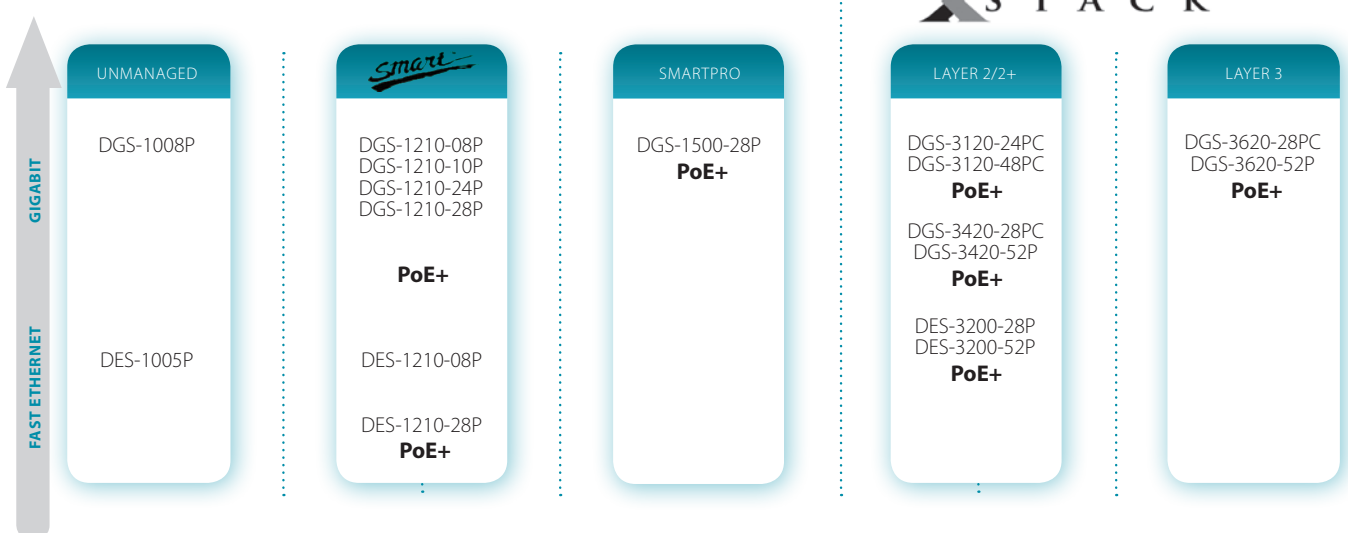 XSTACK
UNMANAGED
smart
SMARTPRO
LAYER 2/2+
LAYER 3
GIGABIT
FAST ETHERNET
DGS-1008P
DES-1005P
DGS-1210-08P
DGS-1210-10P
DGS-1210-24P
DGS-1210-28P
PoE+
DES-1210-08P
DES-1210-28P
PoE+
DGS-1500-28P
PoE+
DGS-3120-24PC
DGS-3120-48PC
PoE+
DGS-3420-28PC
DGS-3420-52P
PoE+
DES-3200-28P
DES-3200-52P
PoE+
DGS-3620-28PC
DGS-3620-52P
PoE+